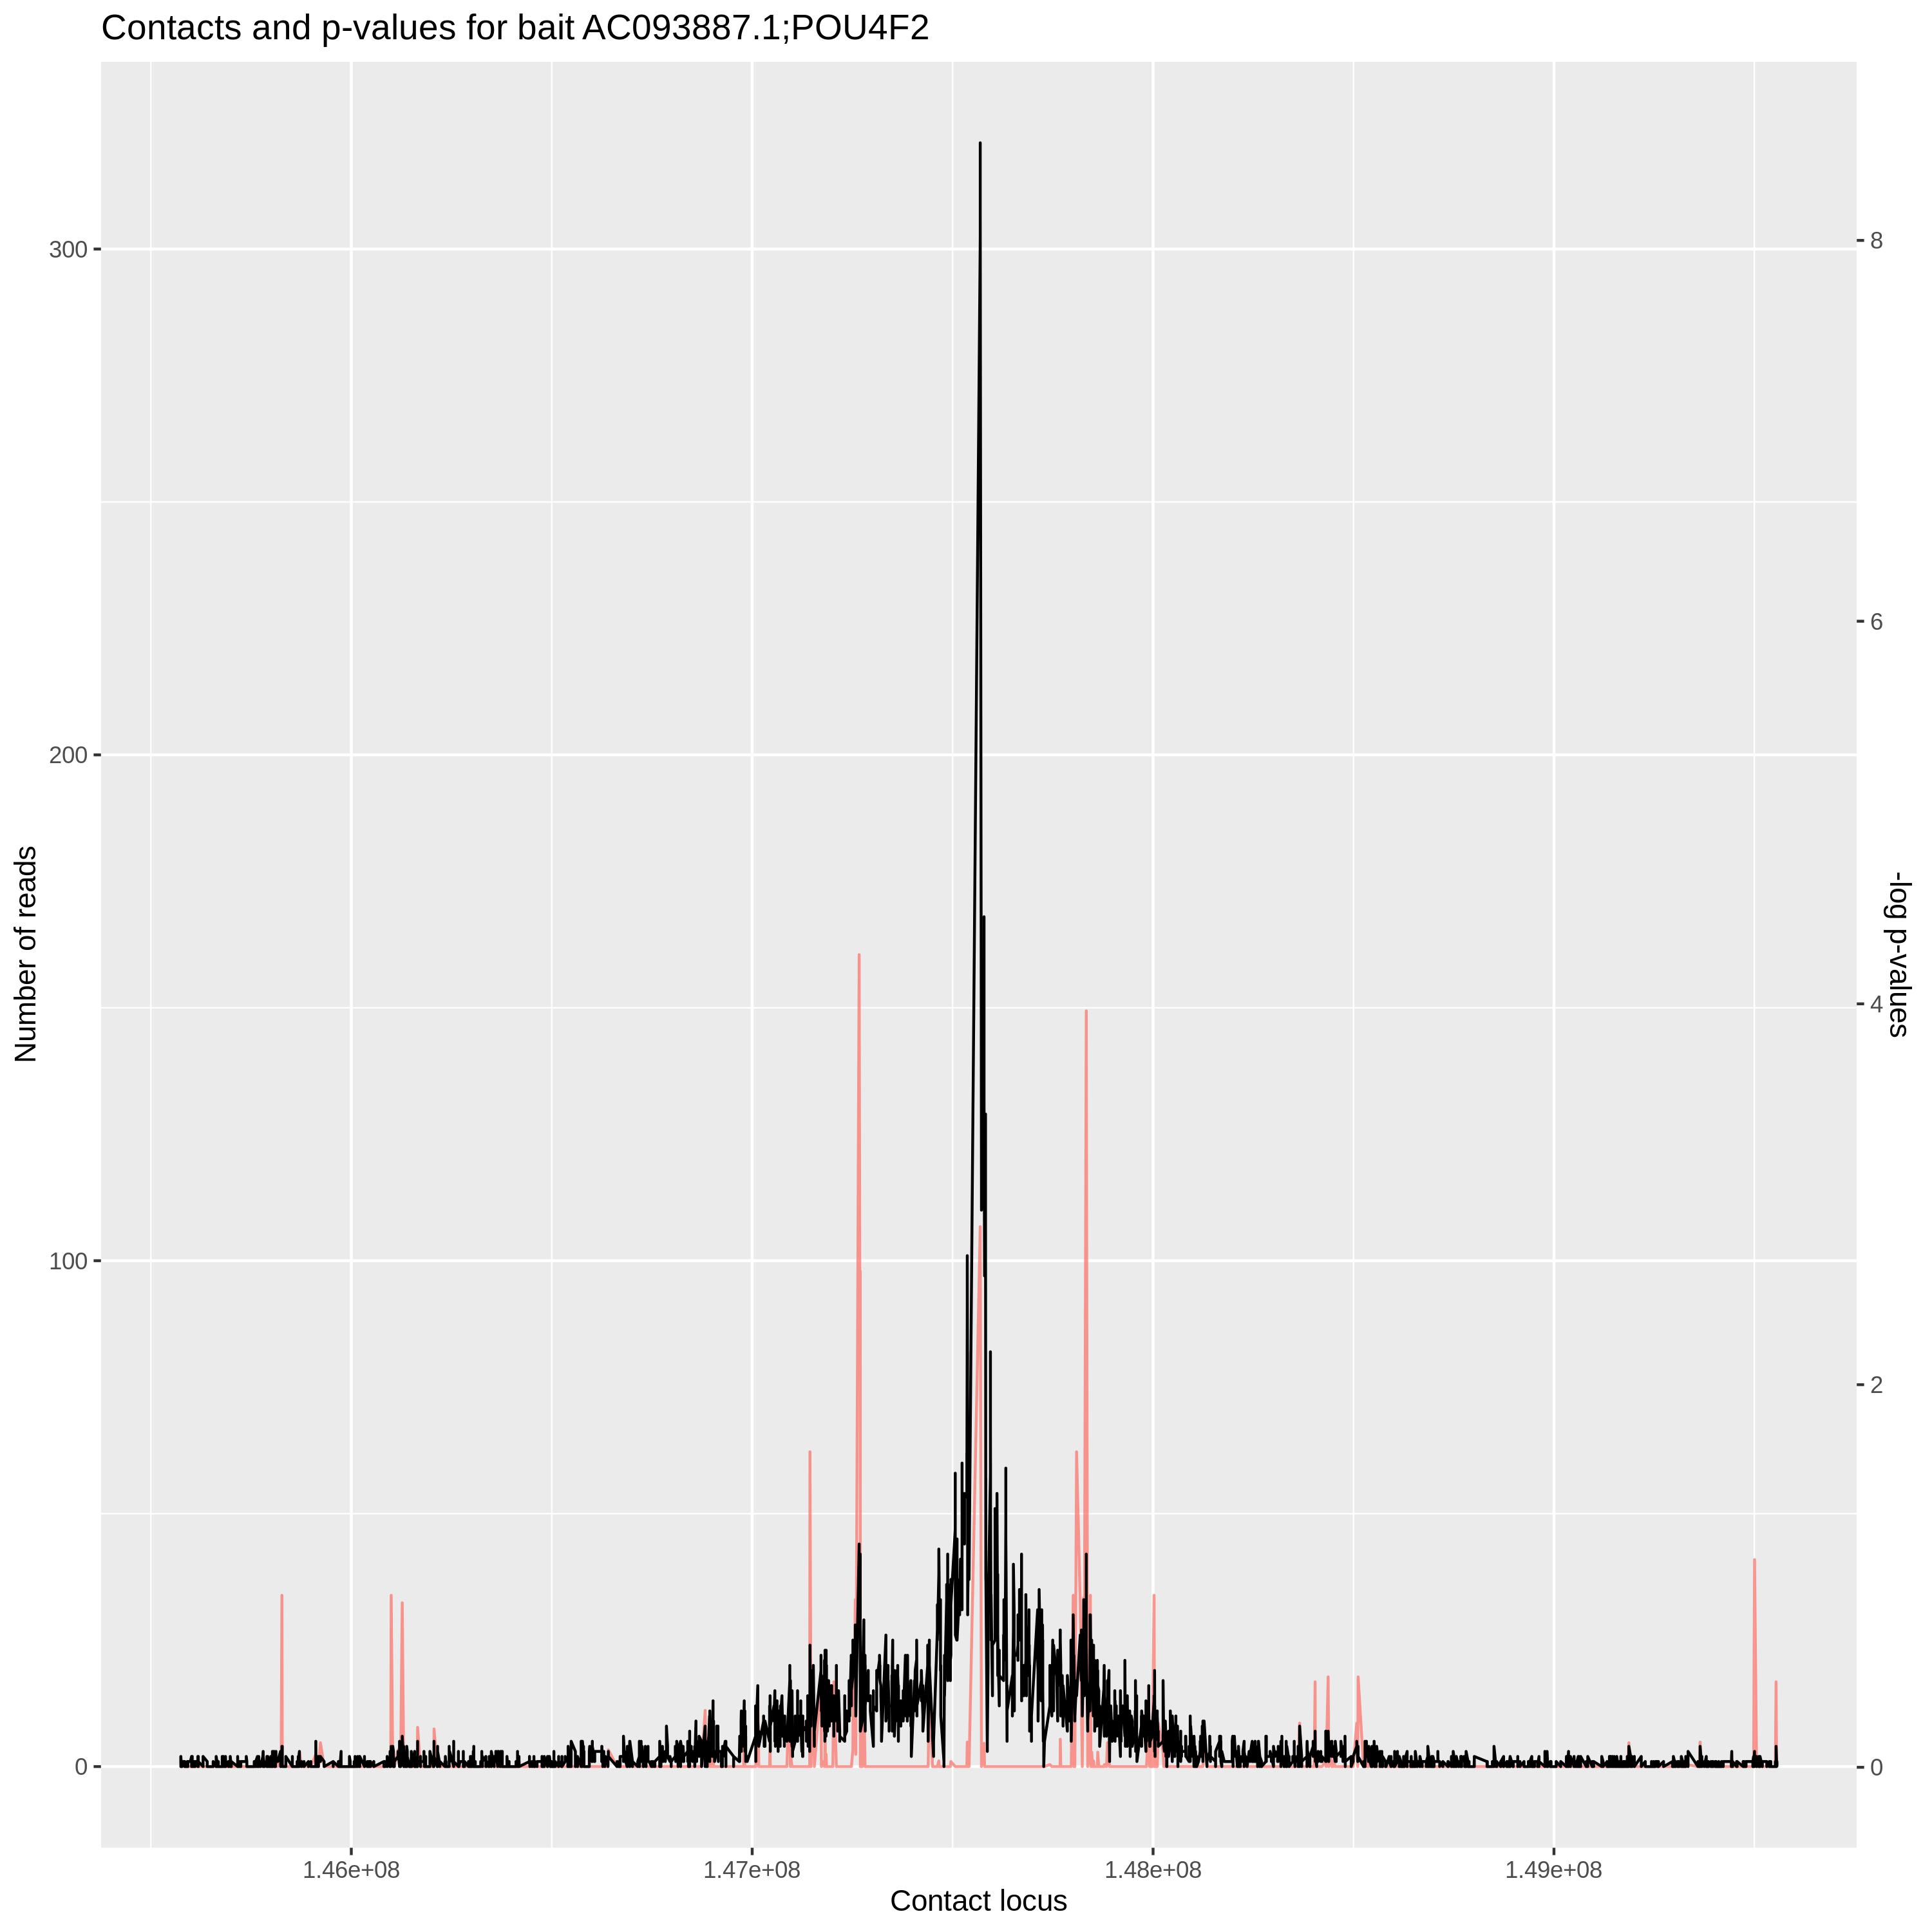 Contacts and p-values for bait AC093887.1;POU4F2
300
200
100
0
8
6
4
2
0
Number of reads
-log p-values
1.46e+08 1.47e+08 1.48e+08 1.49e+08
Contact locus